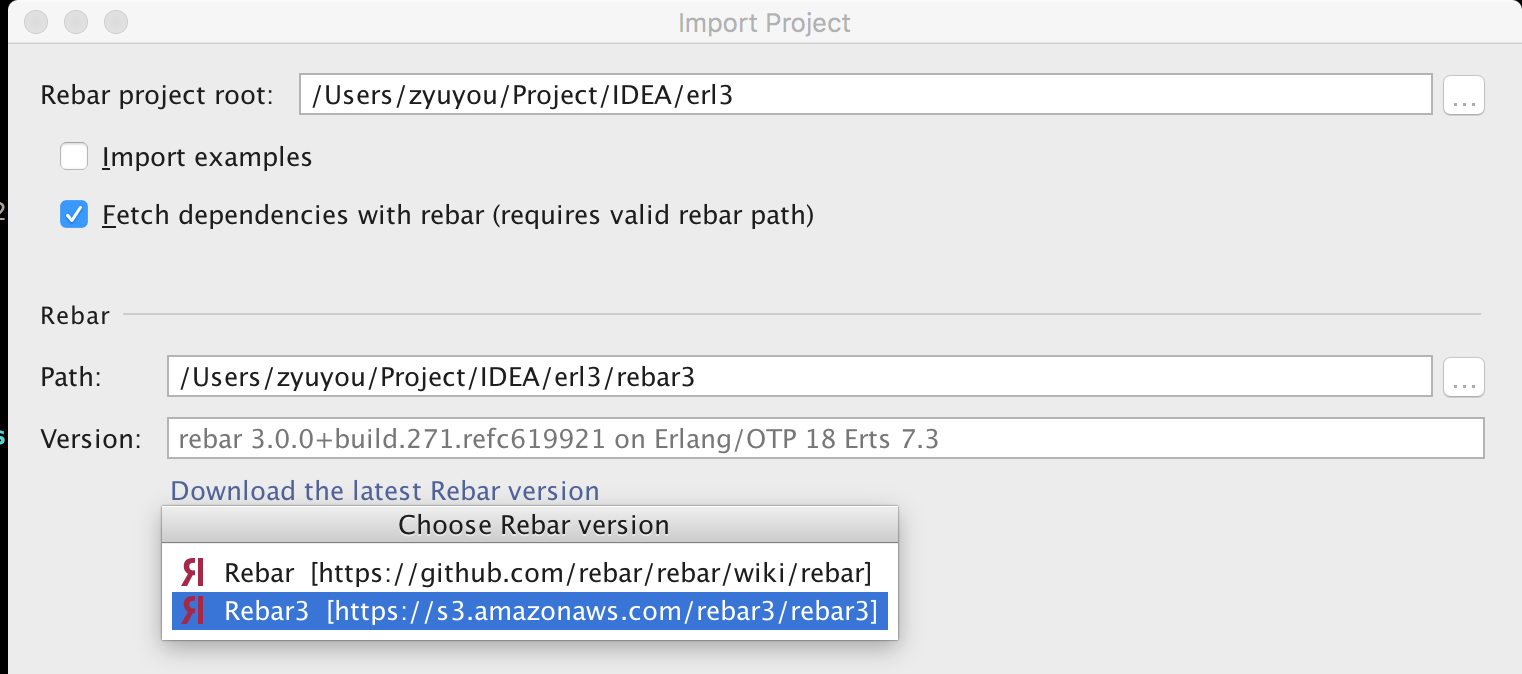 Import Project
Rebar project root: /Users/zyuyou/Project/IDEA/erl3 ...
Import examples
Fetch dependencies with rebar (requires valid rebar path)
Rebar
Path: /Users/zyuyou/Project/IDEA/erl3/rebar3 ...
Version: rebar 3.0.0+build.271.refc619921 on Erlang/OTP 18 Erts 7.3
Download the latest Rebar version
Choose Rebar version
Rebar [https://github.com/rebar/rebar/wiki/rebar]
Rebar3 [https://s3.amazonaws.com/rebar3/rebar3]